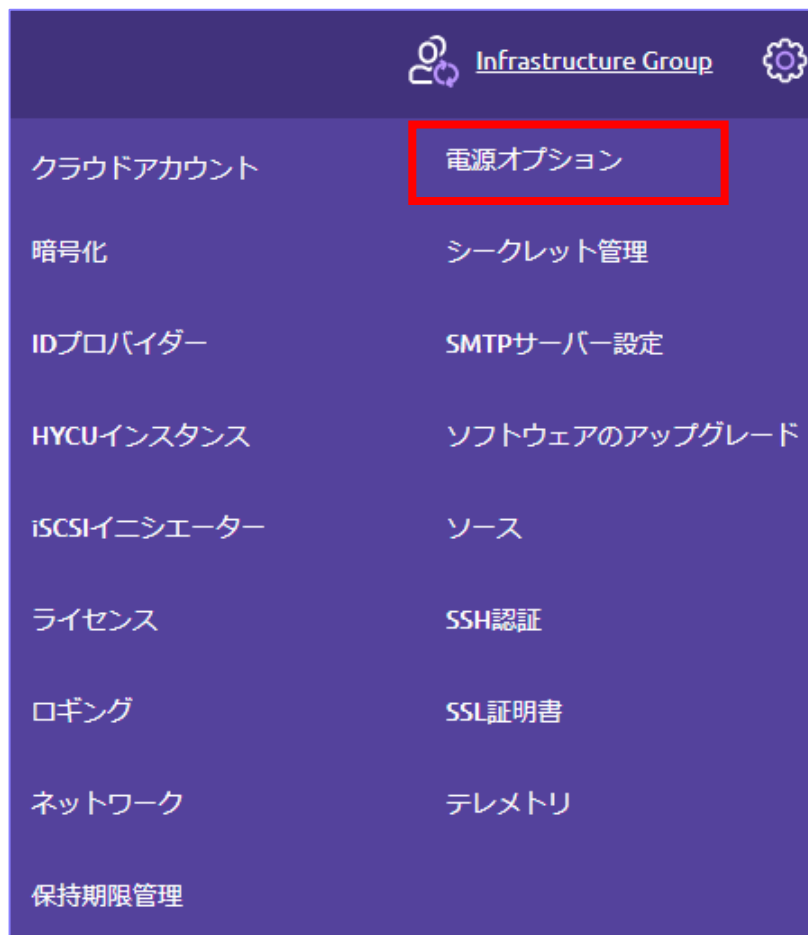 Infrastructure Group
クラウドアカウント
暗号化
IDプロバイダー
HYCUインスタンス
iSCSIイニシエーター
ライセンス
ロギング
ネットワーク
保持期限管理
電源オプション
シークレット管理
SMTPサーバー設定
ソフトウェアのアップグレード
ソース
SSH認証
SSL証明書
テレメトリ